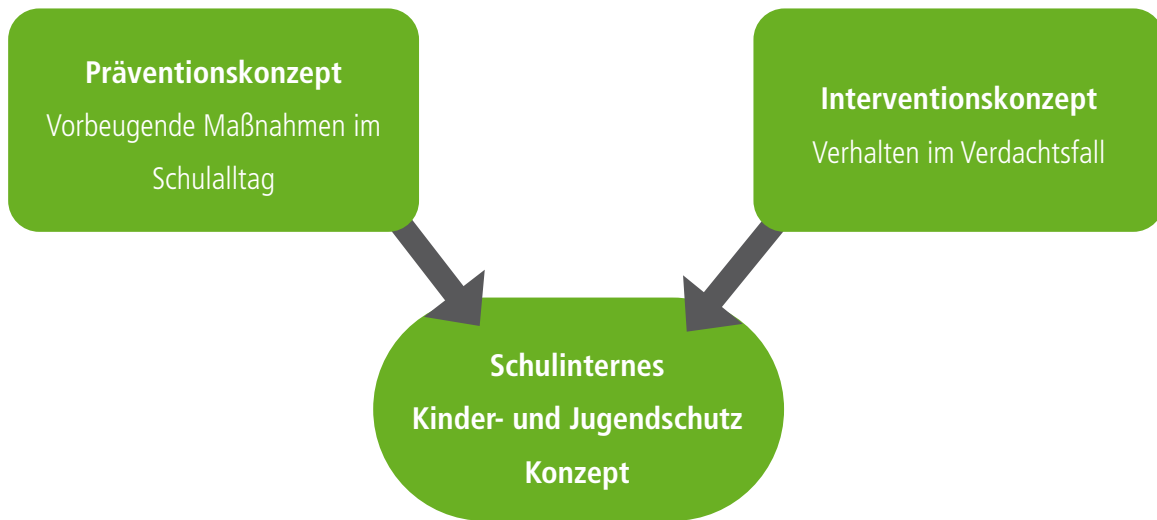 Präventionskonzept
Vorbeugende Maßnahmen im
Schulalltag
Interventionskonzept
Verhalten im Verdachtsfall
Schulinternes
Kinder- und Jugendschutz
Konzept